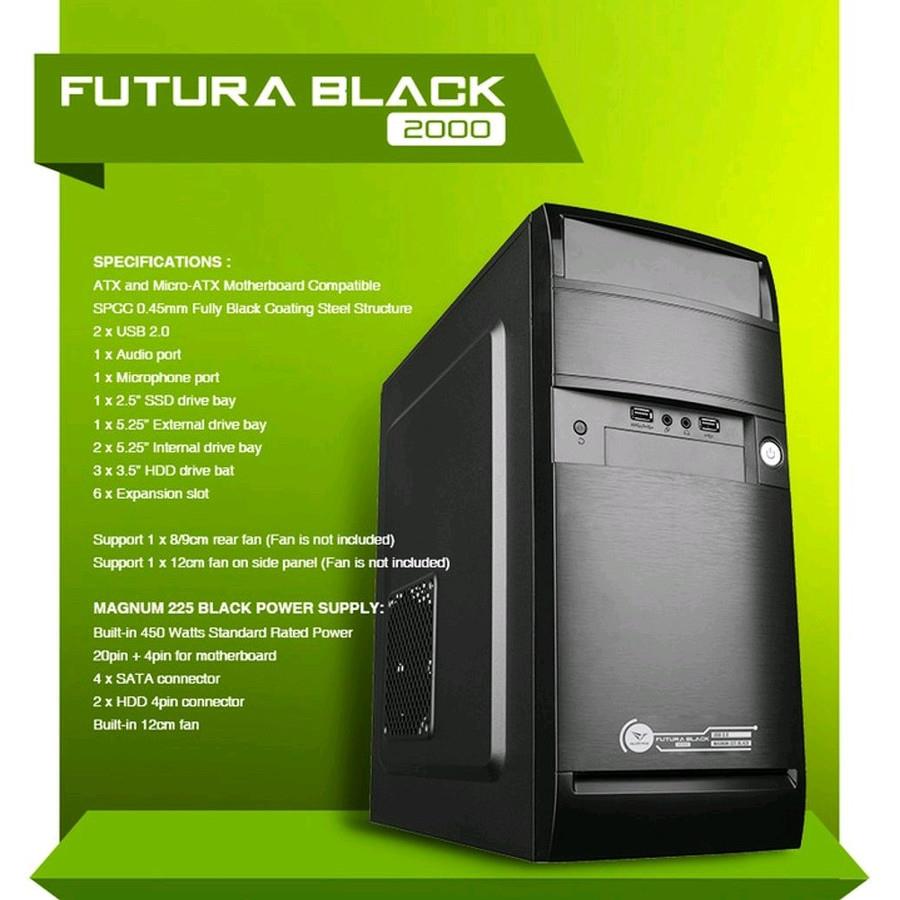 FUTURA BLACK
2000
SPECIFICATIONS :
ATX and Micro-ATX Motherboard Compatible
SPCC 0.45mm Fully Black Coating Steel Structure
2 x USB 2.0
1 x Audio port
1 x Microphone port
1 x 2.5" SSD drive bay
1 x 5.25" External drive bay
2 x 5.25" Internal drive bay
3 x 3.5" HDD drive bat
6 x Expansion slot
Support 1 x 8/9cm rear fan (Fan is not included)
Support 1 x 12cm fan on side panel (Fan is not included)
MAGNUM 225 BLACK POWER SUPPLY:
Built-in 450 Watts Standard Rated Power
20pin + 4pin for motherboard
4 x SATA connector
2 x HDD 4pin connector
Built-in 12cm fan
FUTURA BLACK
MAGNUM 225 BLACK